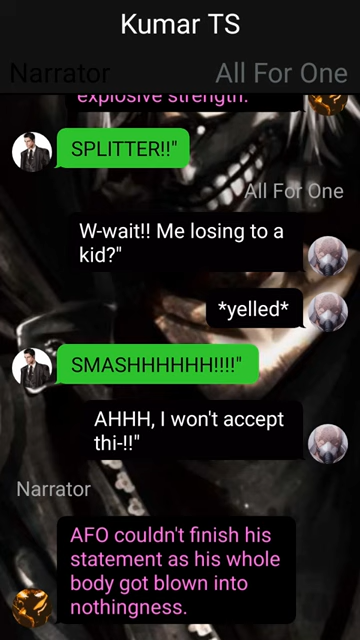 Kumar TS
Narrator
All For One
explosive strength.
SPLITTER!!"
All For One
W-wait!! Me losing to a
kid?"
*yelled*
SMASHHHHHH!!!!"
AHHH, I won't accept
thi-!!"
Narrator
AFO couldn't finish his
statement as his whole
body got blown into
nothingness.